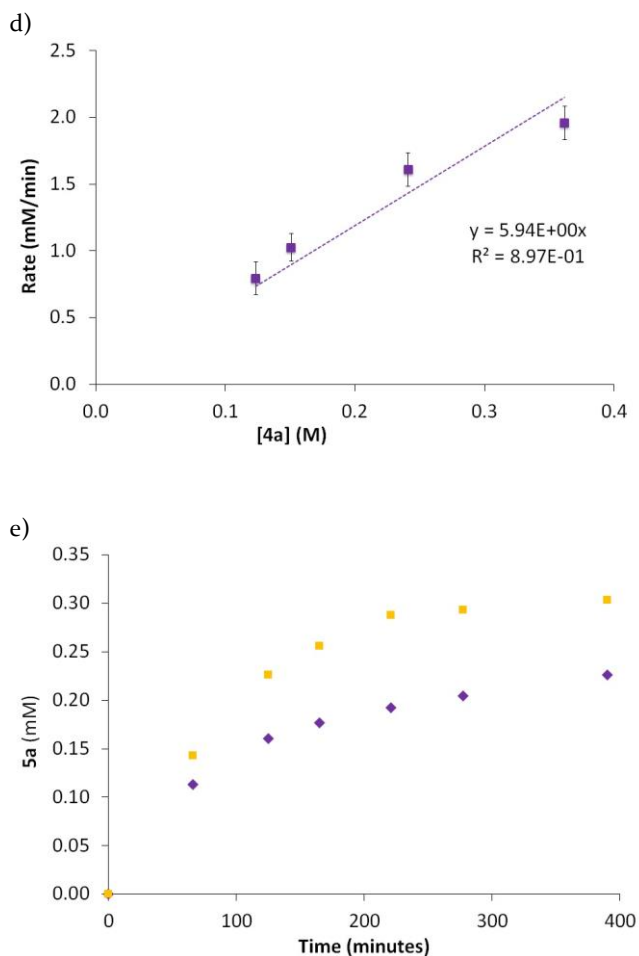 d)
2.5
2.0
1.5
1.0
0.5
0.0
Rate (mM/min)
y = 5.94E+00x
R² = 8.97E-01
0.0 0.1 0.2 0.3 0.4
[4a] (M)
e)
0.35
0.30
0.25
0.20
0.15
0.10
0.05
0.00
5a (mM)
0 100 200 300 400
Time (minutes)